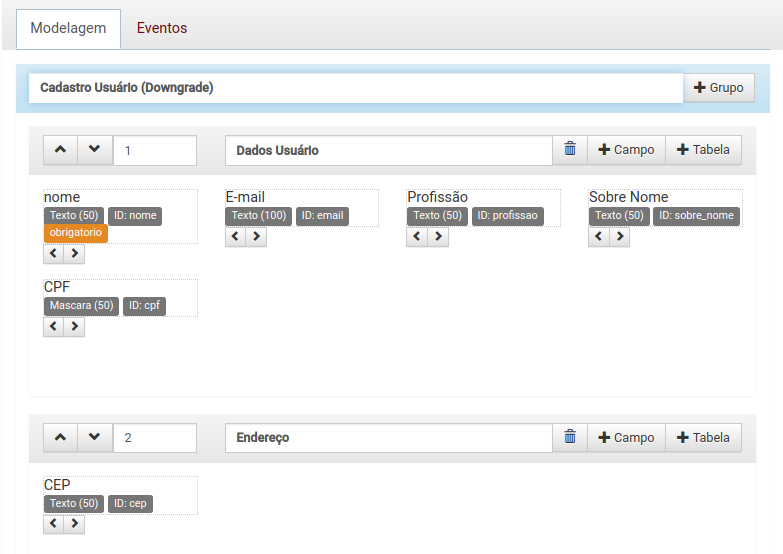 Modelagem Eventos
Cadastro Usuário (Downgrade) Grupo
1 Dados Usuário Campo Tabela
nome E-mail Profissão Sobre Nome
Texto (50) ID: nome Texto (100) ID: email Texto (50) ID: profissao Texto (50) ID: sobre_nome
obrigatorio
CPF
Mascara (50) ID: cpf
2 Endereço Campo Tabela
CEP
Texto (50) ID: cep